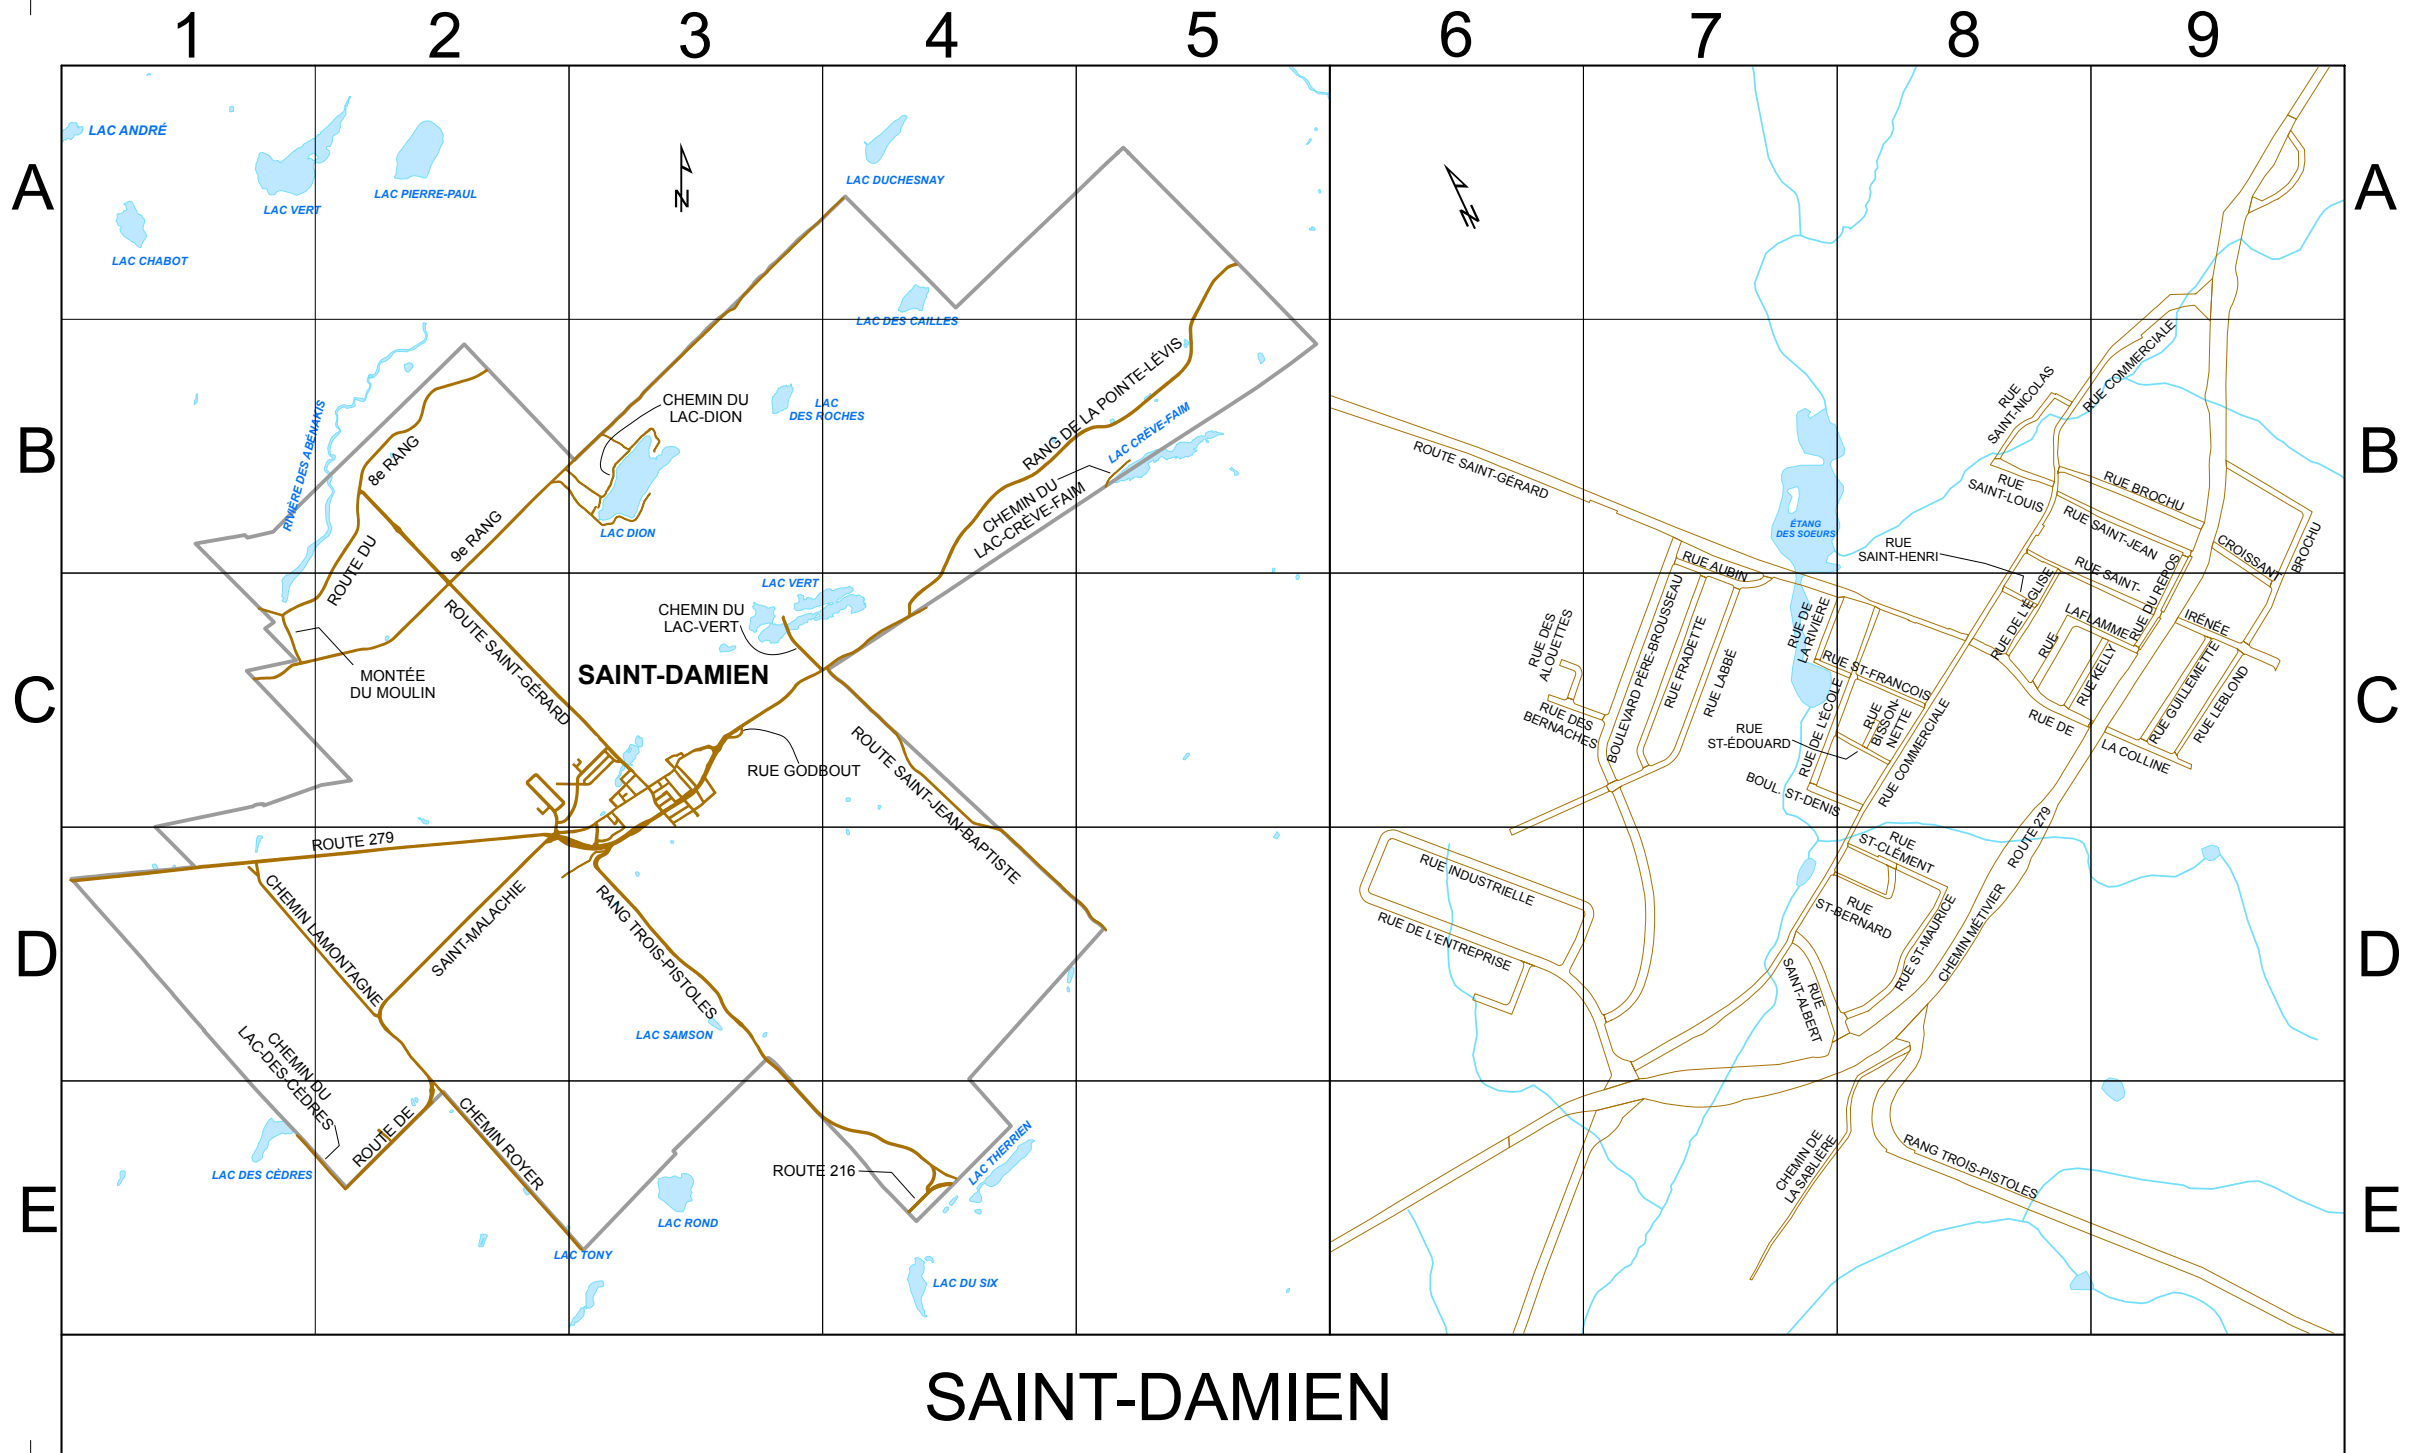 1 2 3 4 5 6 7 8 9
A
A
B
B
C
C
D
D
E
E
LAC ANDRÉ
LAC VERT
LAC PIERRE-PAUL
LAC CHABOT
N
LAC DUCHESNAY
LAC DES CAILLES
RIVIÈRE DES ABÉNAKIS
8e RANG
9e RANG
ROUTE DU
CHEMIN DU
LAC-DION
LAC DION
LAC
DES ROCHES
RANG DE LA POINTE-LÉVIS
LAC CRÈVE-FAIM
CHEMIN DU
LAC-CRÈVE-FAIM
LAC VERT
CHEMIN DU
LAC-VERT
SAINT-DAMIEN
MONTÉE
DU MOULIN
ROUTE SAINT-GÉRARD
RUE GODBOUT
ROUTE SAINT-JEAN-BAPTISTE
ROUTE 279
CHEMIN LAMONTAGNE
SAINT-MALACHIE
RANG TROIS-PISTOLES
LAC SAMSON
CHEMIN DU
LAC-DES-CÈDRES
ROUTE DE
CHEMIN ROYER
LAC DES CÈDRES
LAC TONY
LAC ROND
ROUTE 216
LAC THERRIEN
LAC DU SIX
N
ROUTE SAINT-GÉRARD
ÉTANG
DES SOEURS
RUE COMMERCIALE
RUE
SAINT-NICOLAS
RUE
SAINT-LOUIS
RUE BROCHU
RUE SAINT-JEAN
RUE SAINT-
RUE
SAINT-HENRI
CROISSANT
BROCHU
RUE DU REPOS
RUE AUBIN
RUE DES
ALOUETTES
RUE DES
BERNACHES
BOULEVARD PÈRE-BROUSSEAU
RUE FRADETTE
RUE LABBÉ
RUE DE
LA RIVIÈRE
RUE ST-FRANCOIS
RUE DE L'ÉCOLE
RUE
BISSON-
NETTE
RUE
ST-ÉDOUARD
BOUL. ST-DENIS
RUE COMMERCIALE
RUE DE L'ÉGLISE
RUE
LAFLAMME
RUE KELLY
IRÉNÉE
RUE GUILLEMETTE
RUE LEBLOND
RUE DE
LA COLLINE
RUE INDUSTRIELLE
RUE DE L'ENTREPRISE
RUE
ST-CLÉMENT
RUE
ST-BERNARD
RUE ST-MAURICE
RUE
SAINT-ALBERT
CHEMIN MÉTIVIER
ROUTE 279
CHEMIN DE
LA SABLIÈRE
RANG TROIS-PISTOLES
SAINT-DAMIEN